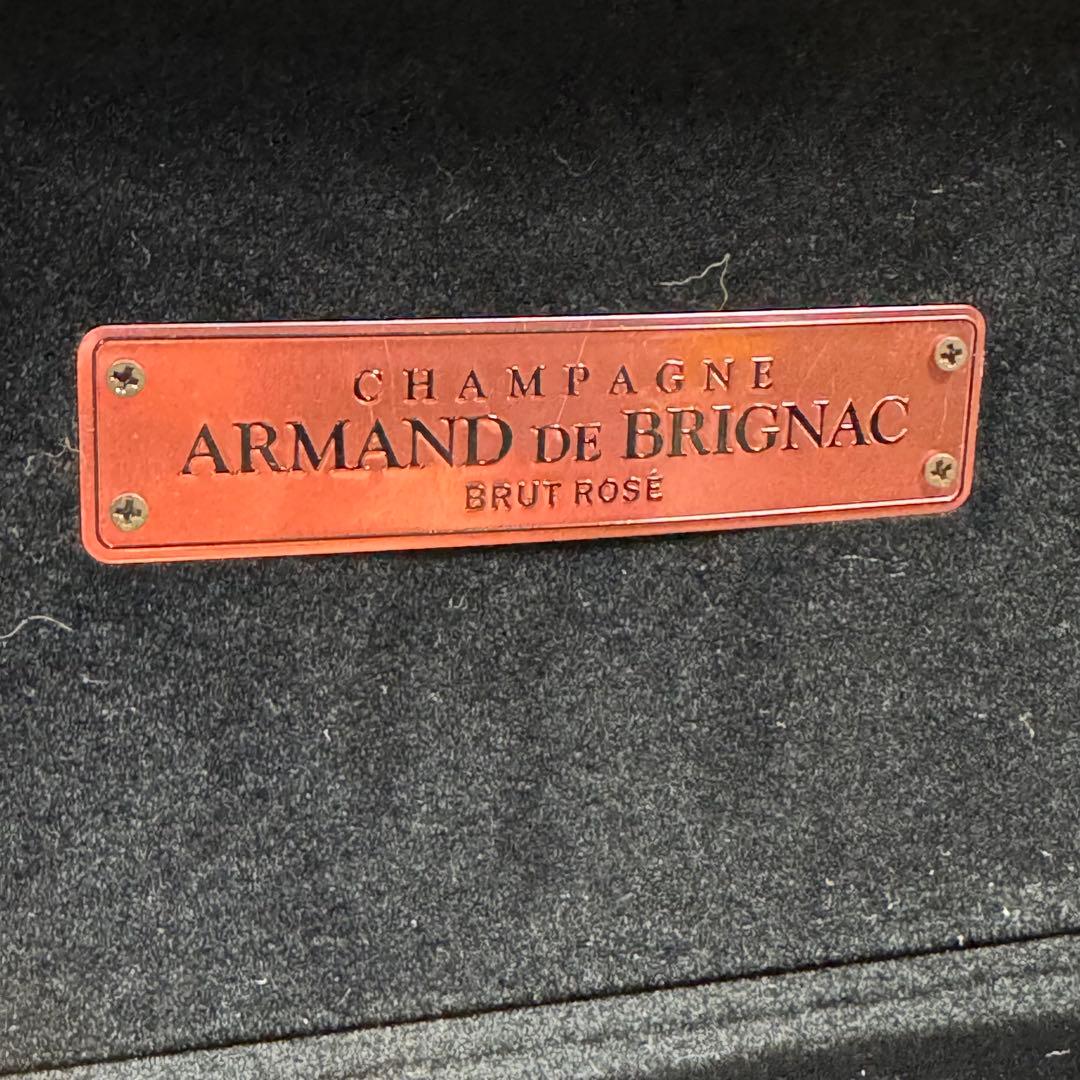 CHAMPAGNE
ARMAND DE BRIGNAC
BRUT ROSÉ